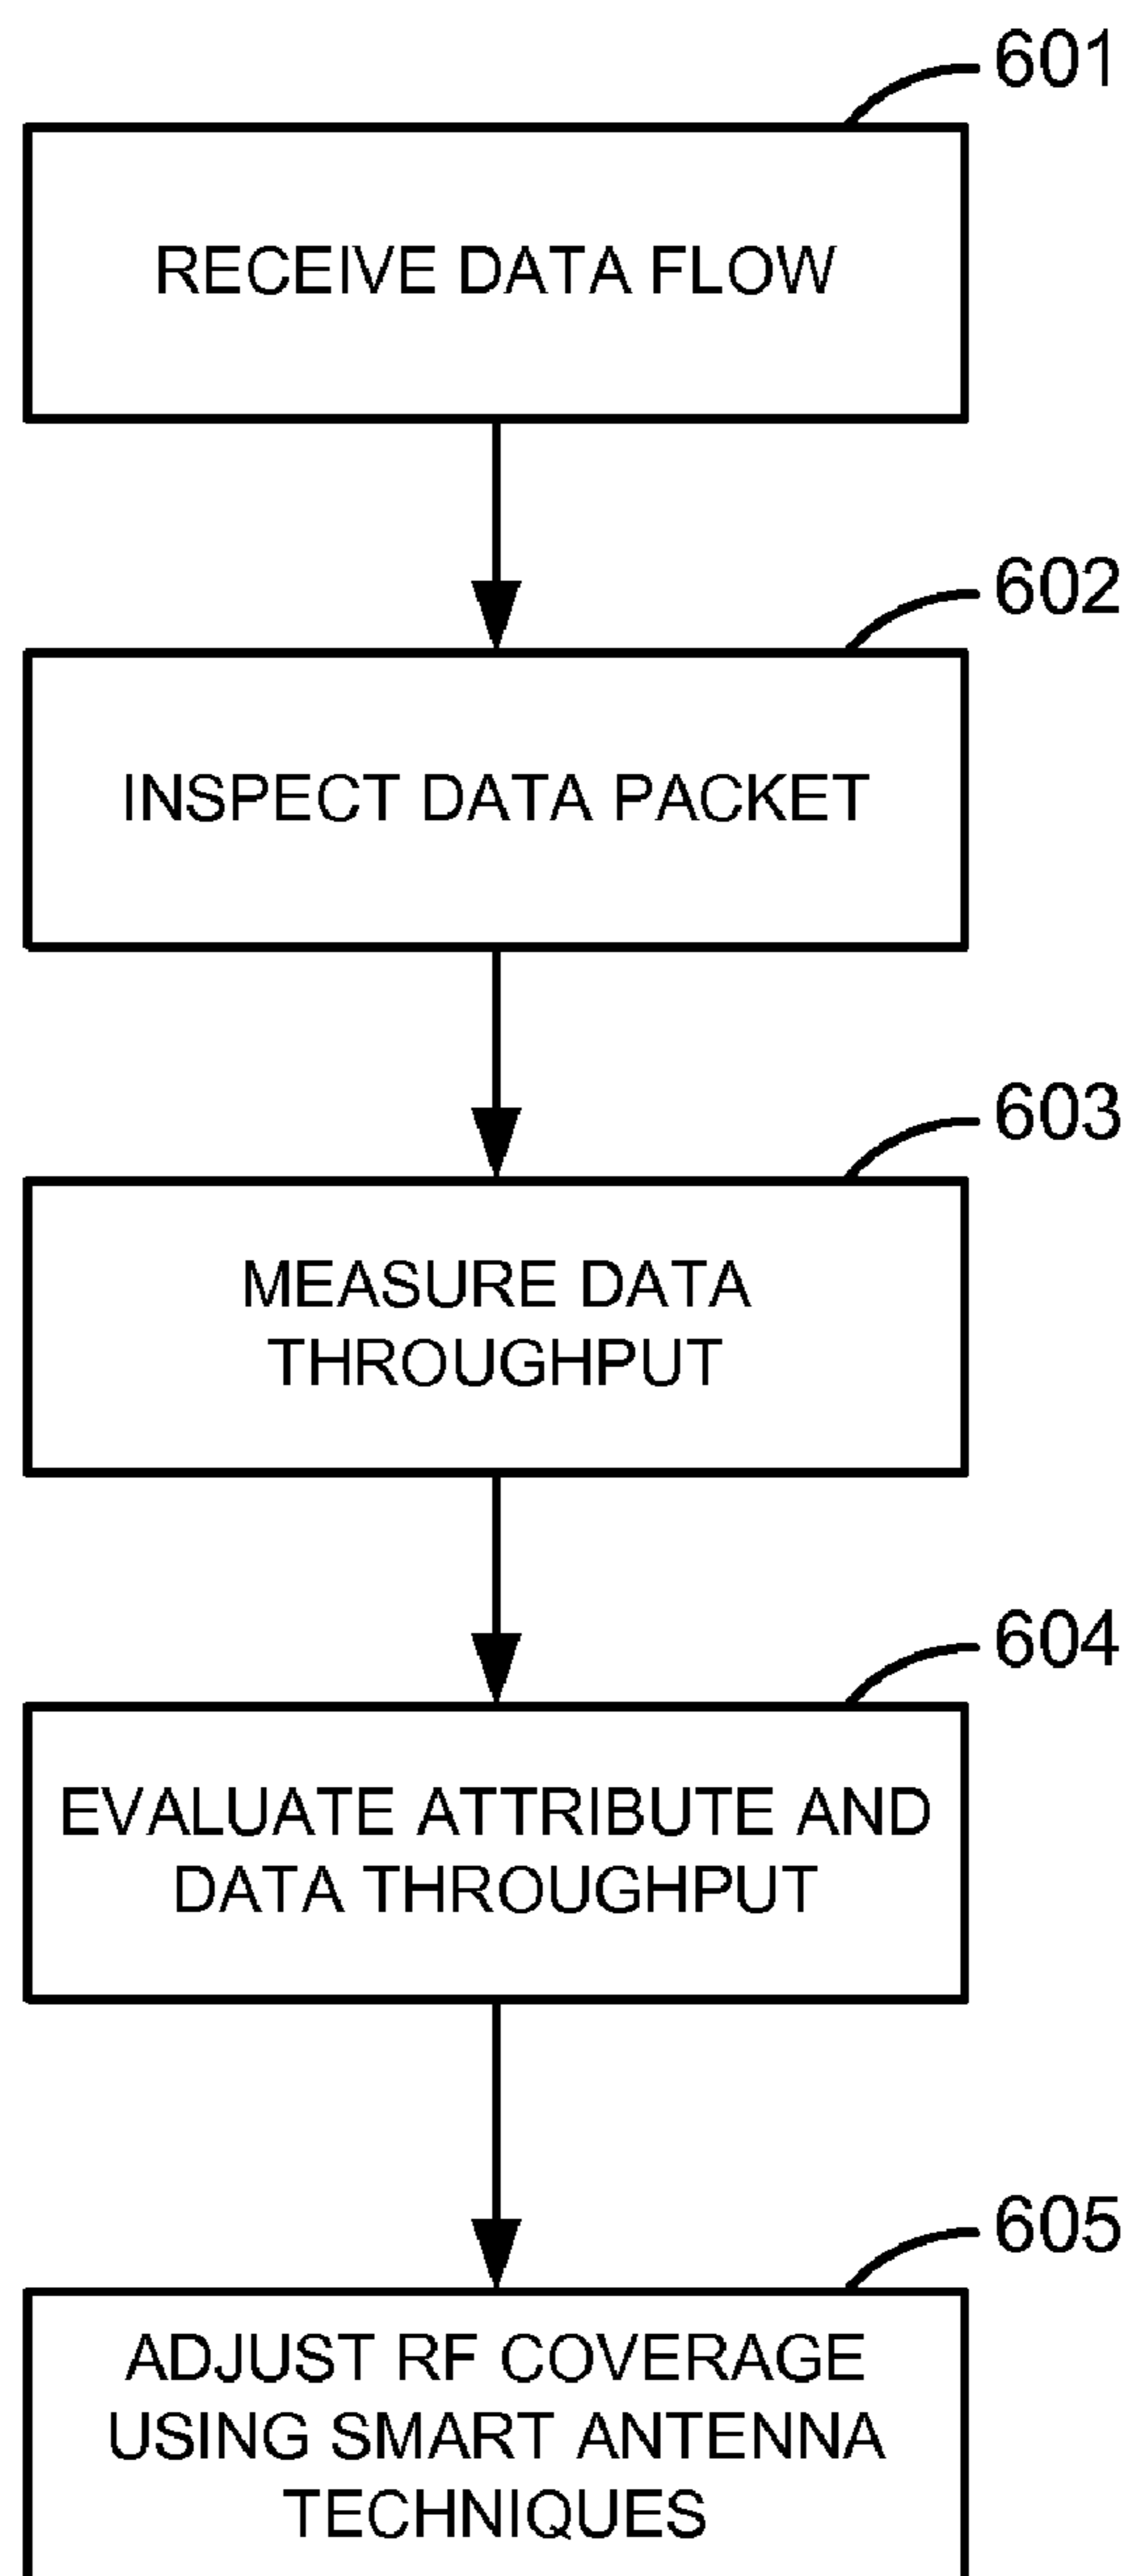 601
RECEIVE DATA FLOW
602
INSPECT DATA PACKET
603
MEASURE DATA
THROUGHPUT
604
EVALUATE ATTRIBUTE AND
DATA THROUGHPUT
605
ADJUST RF COVERAGE
USING SMART ANTENNA
TECHNIQUES